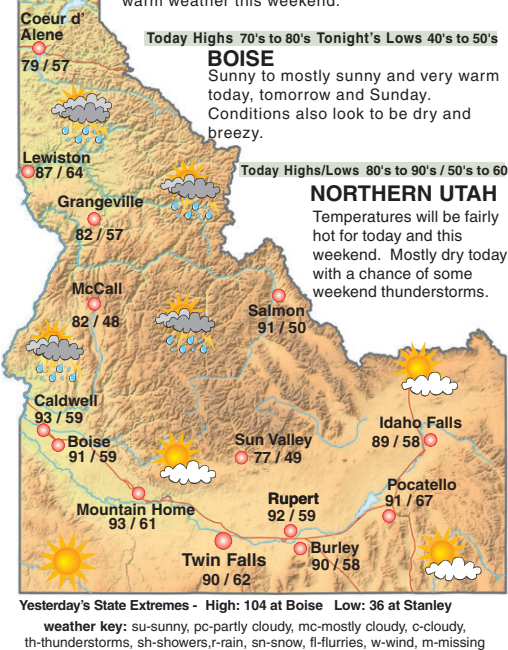 warm weather this weekend.
Coeur d'
Alene
79 / 57
Today Highs 70's to 80's Tonight's Lows 40's to 50's
BOISE
Sunny to mostly sunny and very warm
today, tomorrow and Sunday.
Conditions also look to be dry and
breezy.
Lewiston
87 / 64
Today Highs/Lows 80's to 90's / 50's to 60
NORTHERN UTAH
Temperatures will be fairly
hot for today and this
weekend. Mostly dry today
with a chance of some
weekend thunderstorms.
Grangeville
82 / 57
McCall
82 / 48
Salmon
91 / 50
Caldwell
93 / 59
Boise
91 / 59
Sun Valley
77 / 49
Idaho Falls
89 / 58
Mountain Home
93 / 61
Rupert
92 / 59
Pocatello
91 / 67
Twin Falls
90 / 62
Burley
90 / 58
Yesterday's State Extremes - High: 104 at Boise Low: 36 at Stanley
weather key: su-sunny, pc-partly cloudy, mc-mostly cloudy, c-cloudy,
th-thunderstorms, sh-showers,r-rain, sn-snow, fl-flurries, w-wind, m-missing